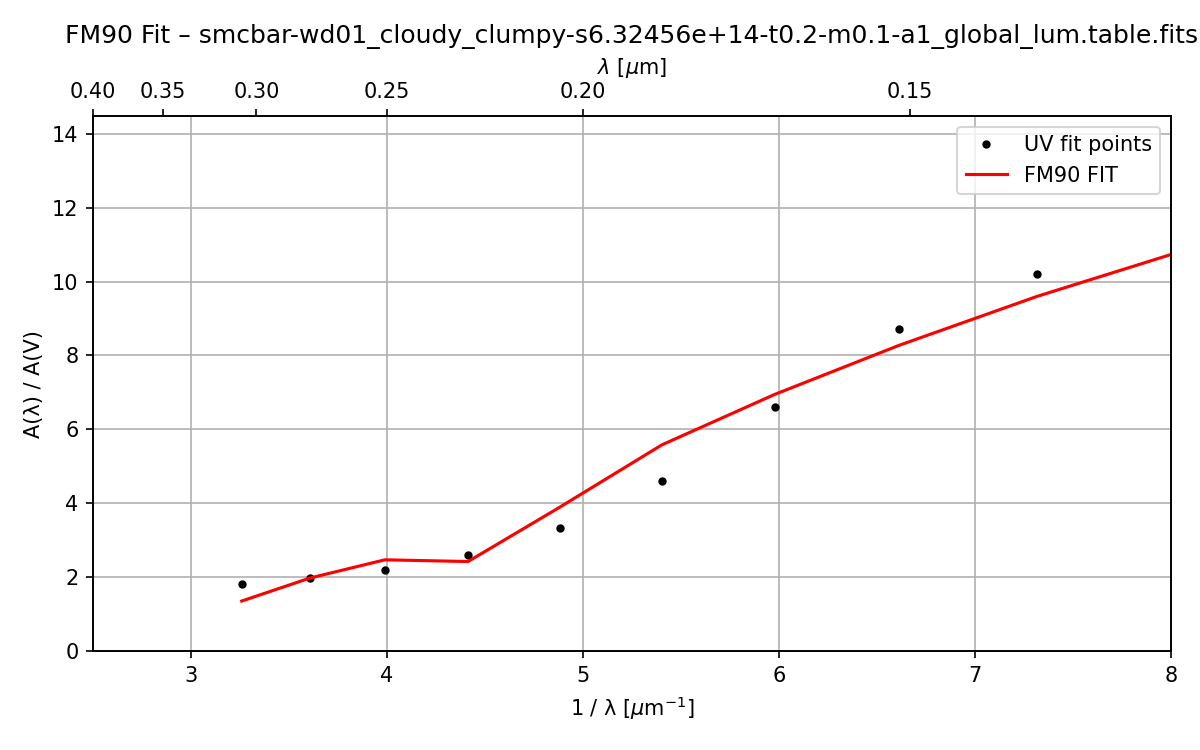 FM90 Fit – smcbar-wd01_cloudy_clumpy-s6.32456e+14-t0.2-m0.1-a1_global_lum.table.fits
λ [μm]
0.40 0.35 0.30 0.25 0.20 0.15
UV fit points
FM90 FIT
A(λ) / A(V)
14
12
10
8
6
4
2
0
3 4 5 6 7 8
1 / λ [μm⁻¹]